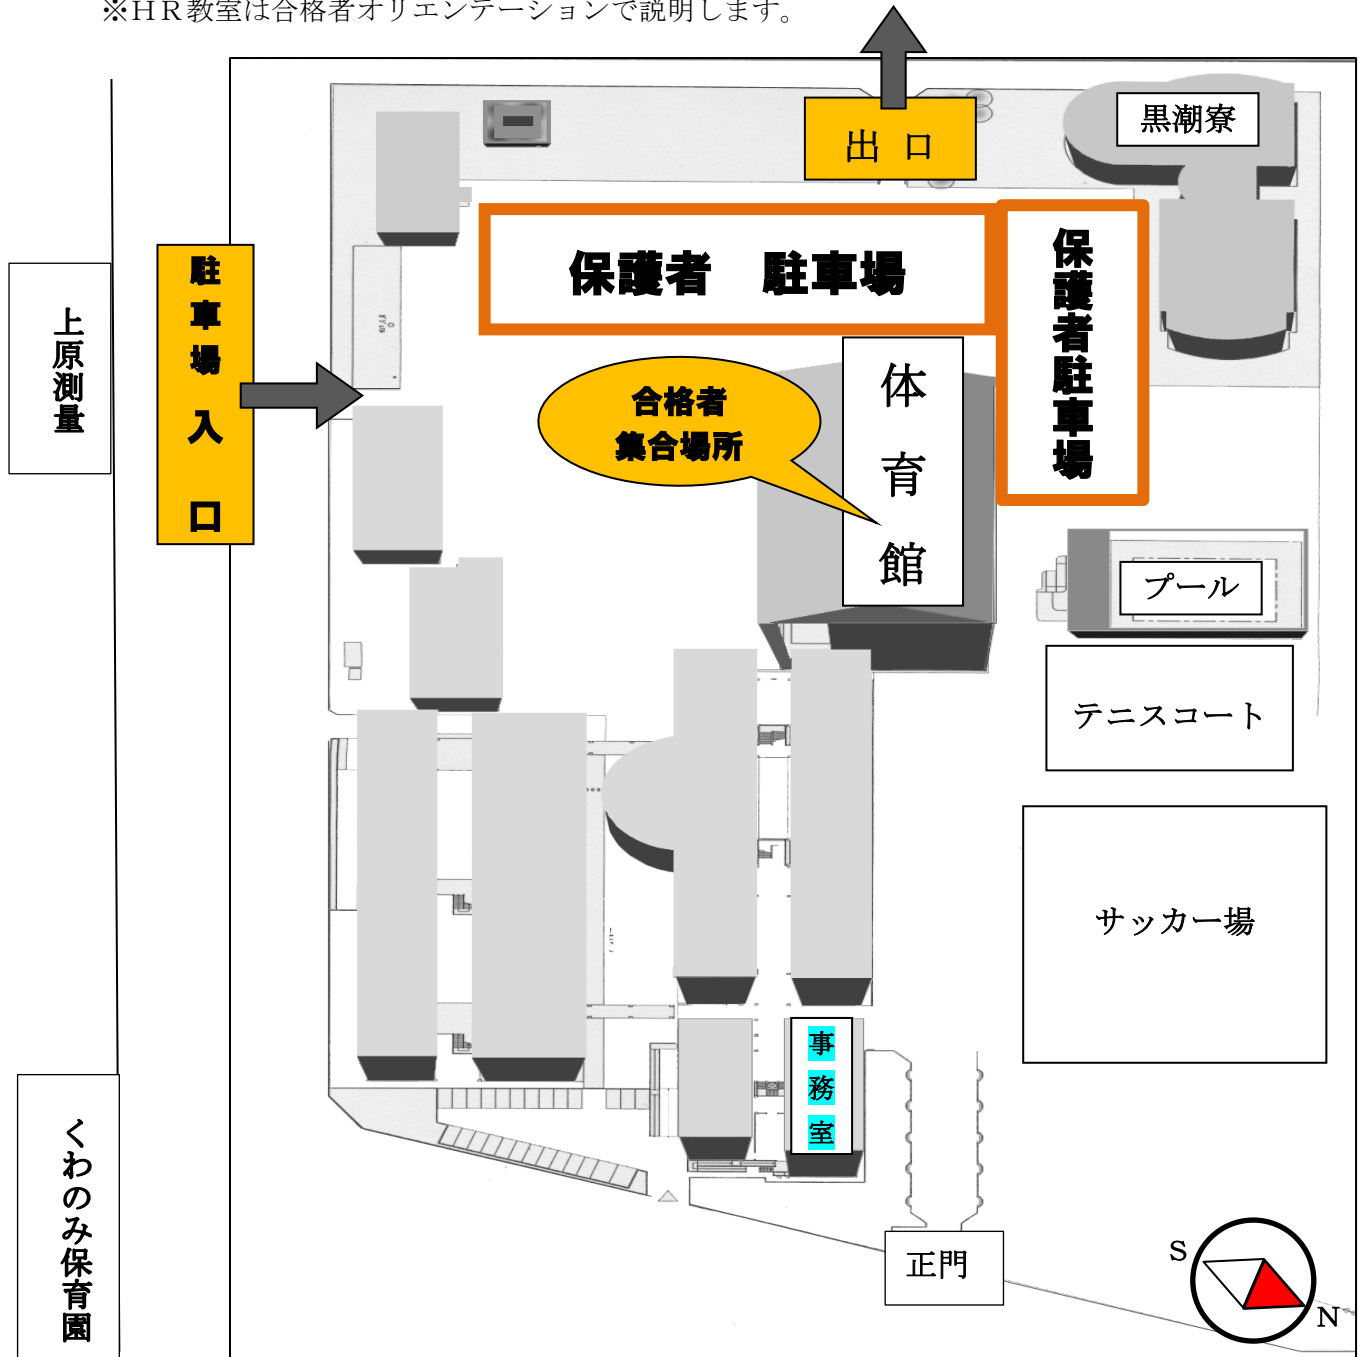 ※ＨＲ教室は合格者オリエンテーションで説明します。
出 口
黒潮寮
保護者 駐車場
保護者駐車場
駐車場 入 口
上原測量
合格者
集合場所
体育館
プール
テニスコート
サッカー場
事務室
くわのみ保育園
正門
S
N